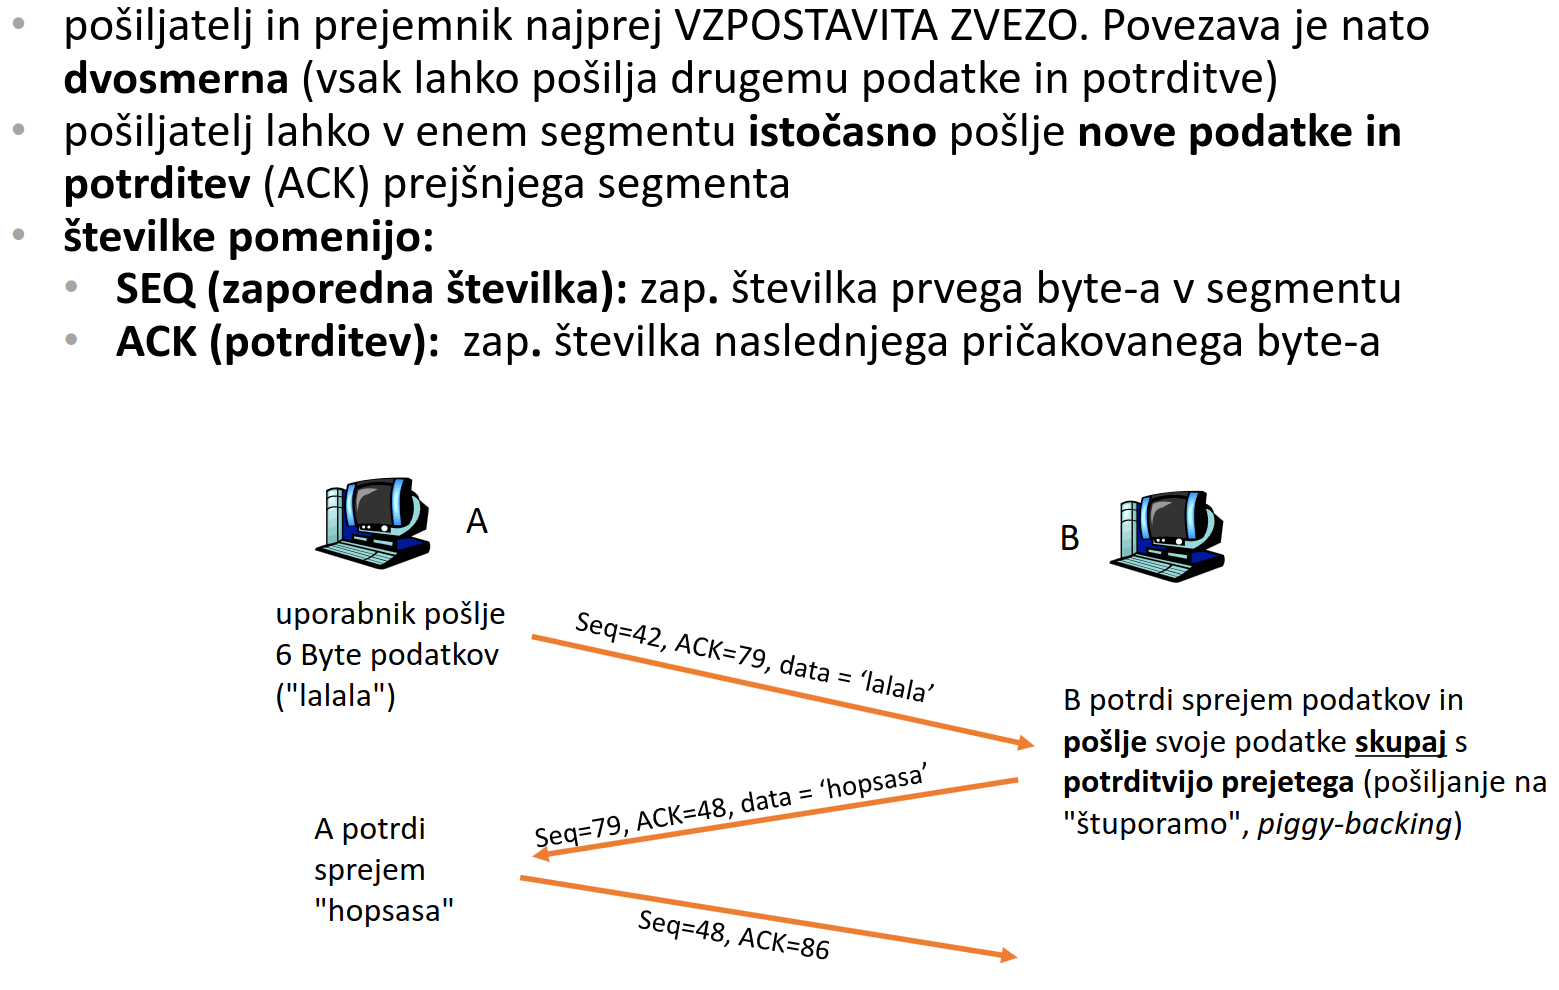 • pošiljatelj in prejemnik najprej VZPOSTAVITA ZVEZO. Povezava je nato
dvosmerna (vsak lahko pošilja drugemu podatke in potrditve)
• pošiljatelj lahko v enem segmentu istočasno pošlje nove podatke in
potrditev (ACK) prejšnjega segmenta
• številke pomenijo:
• SEQ (zaporedna številka): zap. številka prvega byte-a v segmentu
• ACK (potrditev): zap. številka naslednjega pričakovanega byte-a
A
B
uporabnik pošlje
6 Byte podatkov
("lalala")
Seq=42, ACK=79, data = ‘lalala’
B potrdi sprejem podatkov in
pošlje svoje podatke skupaj s
potrditvijo prejetega (pošiljanje na
"štuporamo", piggy-backing)
Seq=79, ACK=48, data = ‘hopsasa’
A potrdi
sprejem
"hopsasa"
Seq=48, ACK=86